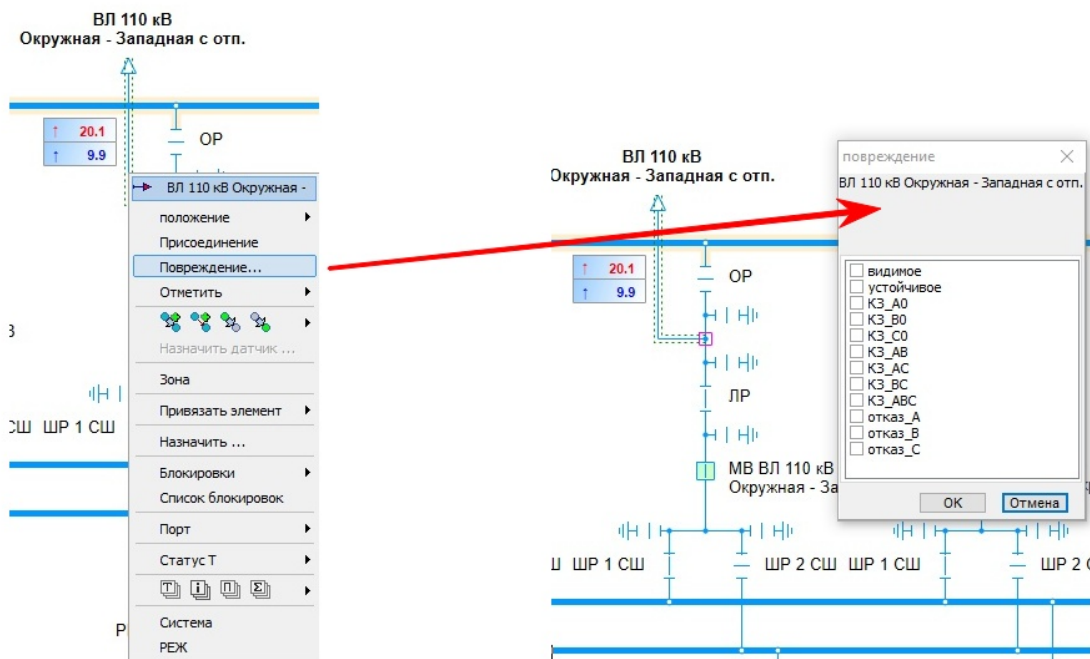 ВЛ 110 кВ
Окружная - Западная с отп.
20.1
9.9
ОР
ВЛ 110 кВ Окружная -
положение
Присоединение
Повреждение...
Отметить
Назначить датчик ...
Зона
Привязать элемент
Назначить ...
Блокировки
Список блокировок
Порт
Статус Т
Т i П Σ
Система
РЕЖ
СШ ШР 1 СШ
ВЛ 110 кВ
Окружная - Западная с отп.
20.1
9.9
ОР
ЛР
МВ ВЛ 110 кВ
Окружная - За
ШР 1 СШ
ШР 2 СШ
ШР 1 СШ
ШР 2
повреждение
ВЛ 110 кВ Окружная - Западная с отп.
видимое
устойчивое
КЗ_А0
КЗ_В0
КЗ_С0
КЗ_АВ
КЗ_АС
КЗ_ВС
КЗ_АВС
отказ_А
отказ_В
отказ_С
ОК
Отмена